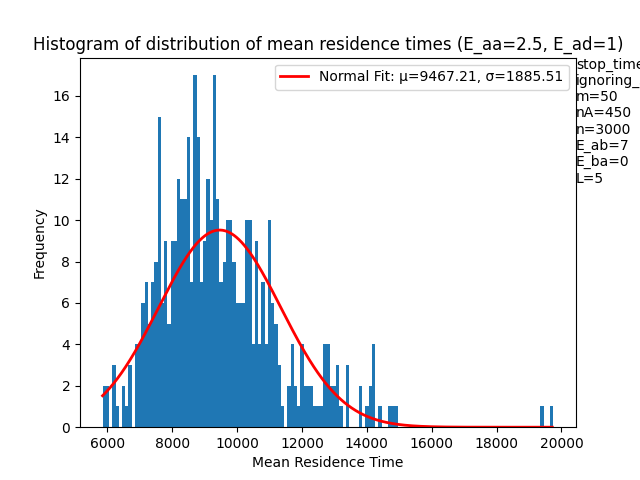 Histogram of distribution of mean residence times (E_aa=2.5, E_ad=1)
Normal Fit: μ=9467.21, σ=1885.51
stop_time
ignoring_
m=50
nA=450
n=3000
E_ab=7
E_ba=0
L=5
Frequency
16
14
12
10
8
6
4
2
0
6000 8000 10000 12000 14000 16000 18000 20000
Mean Residence Time